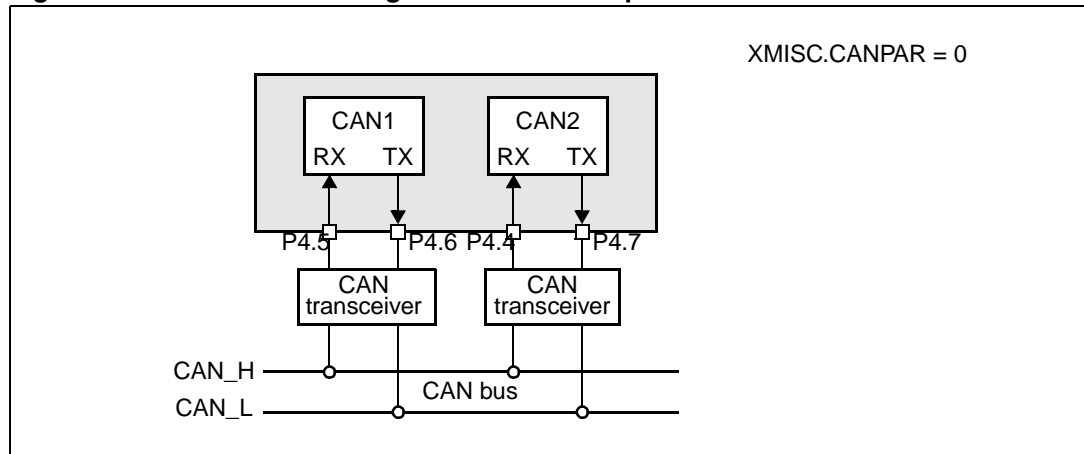 XMISC.CANPAR = 0
CAN1
CAN2
RX TX
RX TX
P4.5
P4.6
P4.4
P4.7
CAN
transceiver
CAN
transceiver
CAN_H
CAN bus
CAN_L